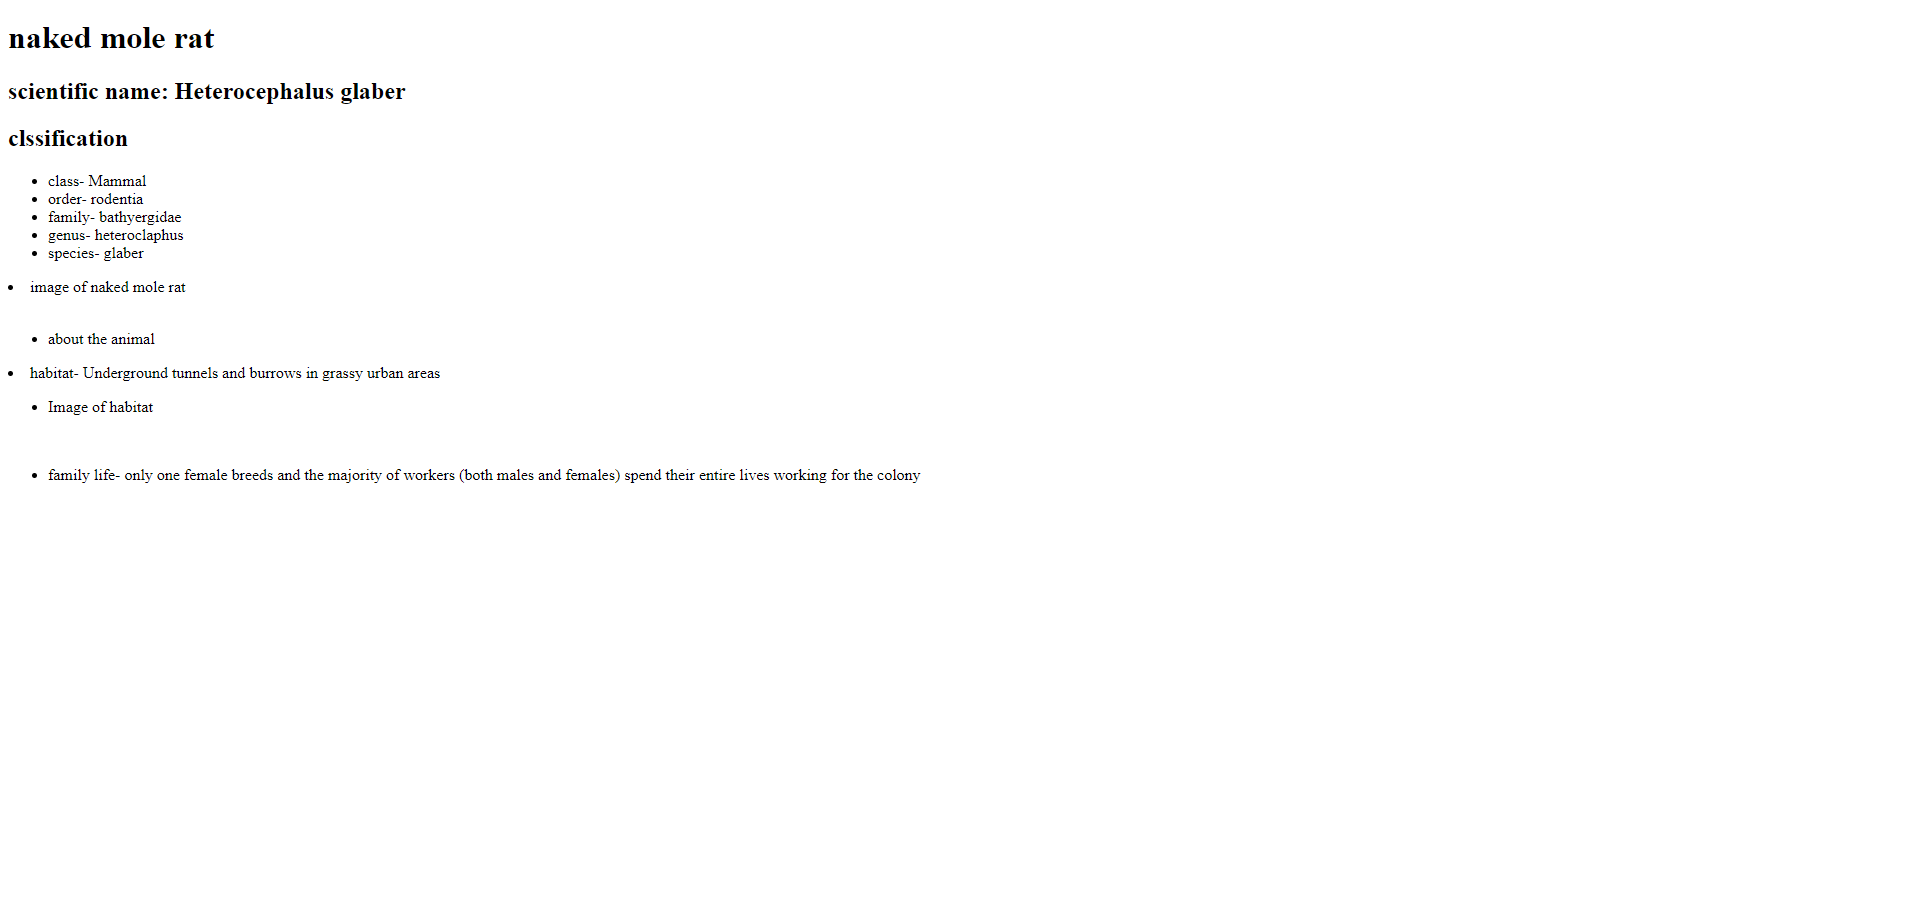 naked mole rat
scientific name: Heterocephalus glaber
clssification
• class- Mammal
• order- rodentia
• family- bathyergidae
• genus- heteroclaphus
• species- glaber
• image of naked mole rat
• about the animal
• habitat- Underground tunnels and burrows in grassy urban areas
• Image of habitat
• family life- only one female breeds and the majority of workers (both males and females) spend their entire lives working for the colony